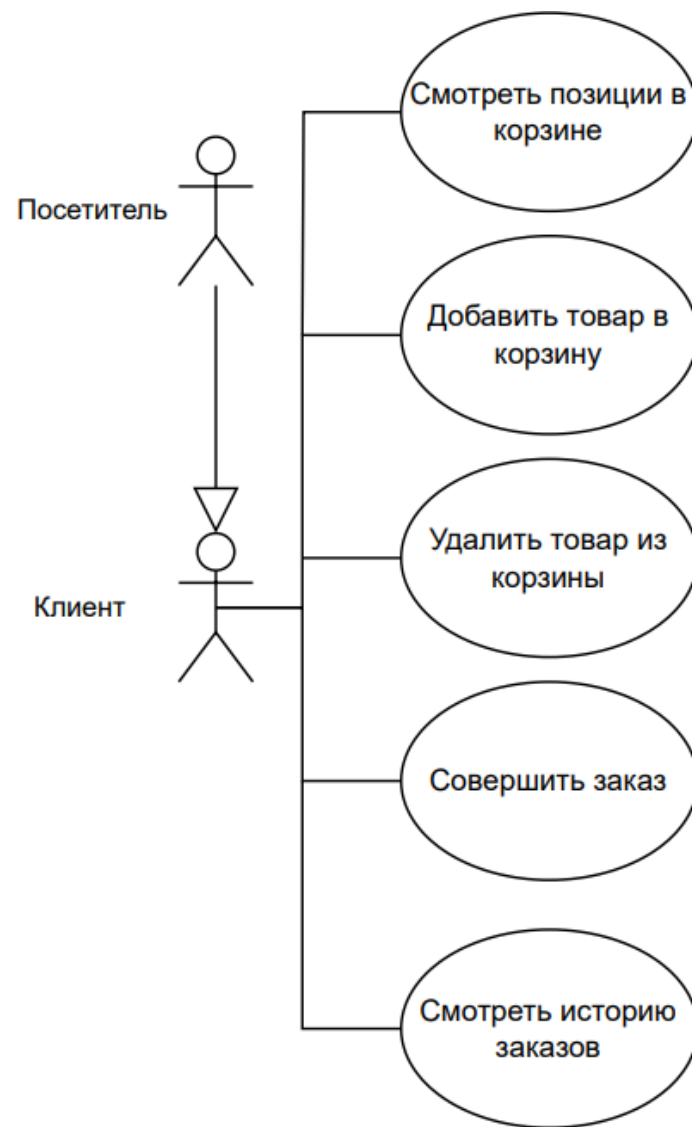 Смотреть позиции в
корзине
Посетитель
Добавить товар в
корзину
Удалить товар из
корзины
Клиент
Совершить заказ
Смотреть историю
заказов